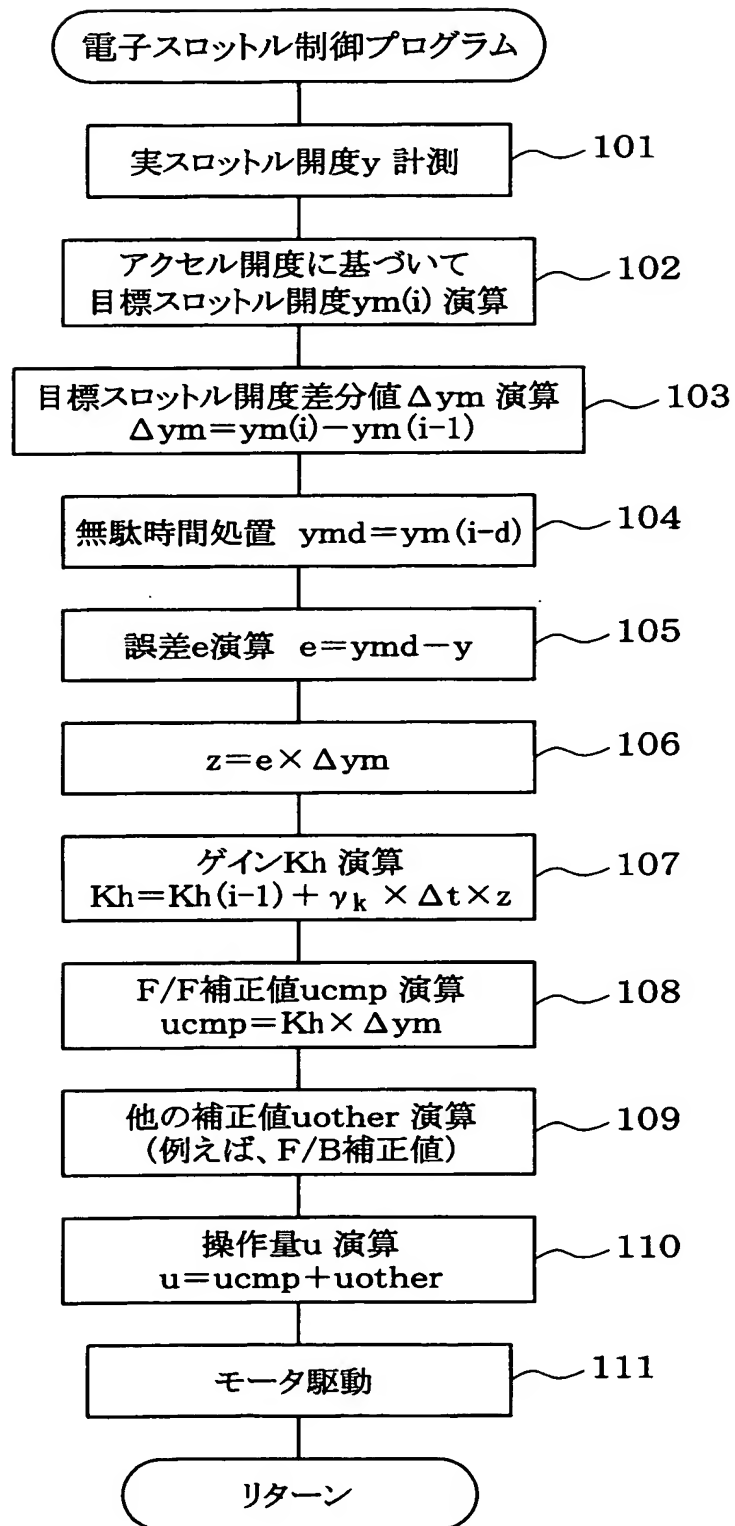 電子スロットル制御プログラム
実スロットル開度y 計測
101
アクセル開度に基づいて
目標スロットル開度ym(i) 演算
102
目標スロットル開度差分値Δym 演算
Δym=ym(i)-ym(i-1)
103
無駄時間処置 ymd=ym(i-d)
104
誤差e演算 e=ymd-y
105
z=e×Δym
106
ゲインKh 演算
Kh=Kh(i-1)+γk×Δt×z
107
F/F補正値ucmp 演算
ucmp=Kh×Δym
108
他の補正値uother 演算
(例えば、F/B補正値)
109
操作量u 演算
u=ucmp+uother
110
モータ駆動
111
リターン